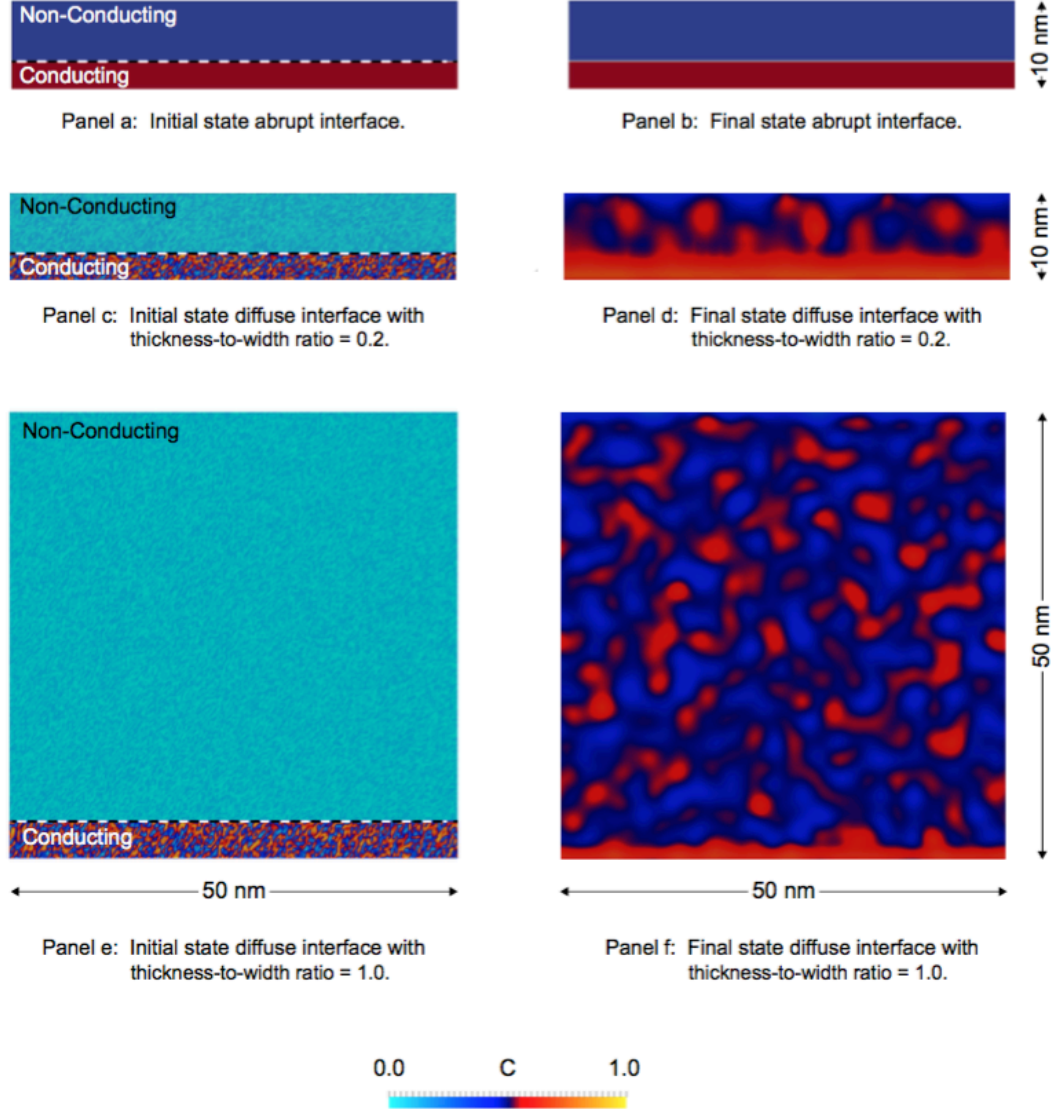 Non-Conducting
Conducting
10 nm
Panel a: Initial state abrupt interface.
Panel b: Final state abrupt interface.
Non-Conducting
Conducting
10 nm
Panel c: Initial state diffuse interface with
thickness-to-width ratio = 0.2.
Panel d: Final state diffuse interface with
thickness-to-width ratio = 0.2.
Non-Conducting
Conducting
50 nm
50 nm
50 nm
Panel e: Initial state diffuse interface with
thickness-to-width ratio = 1.0.
Panel f: Final state diffuse interface with
thickness-to-width ratio = 1.0.
0.0 C 1.0